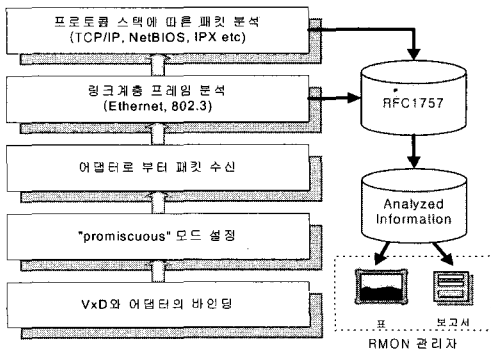 프로토콜 스택에 따른 패킷 분석
(TCP/IP, NetBIOS, IPX etc)
링크계층 프레임 분석
(Ethernet, 802.3)
어댑터로 부터 패킷 수신
"promiscuous" 모드 설정
VxD와 어댑터의 바인딩
RFC1757
Analyzed
Information
표
보고서
RMON 관리자